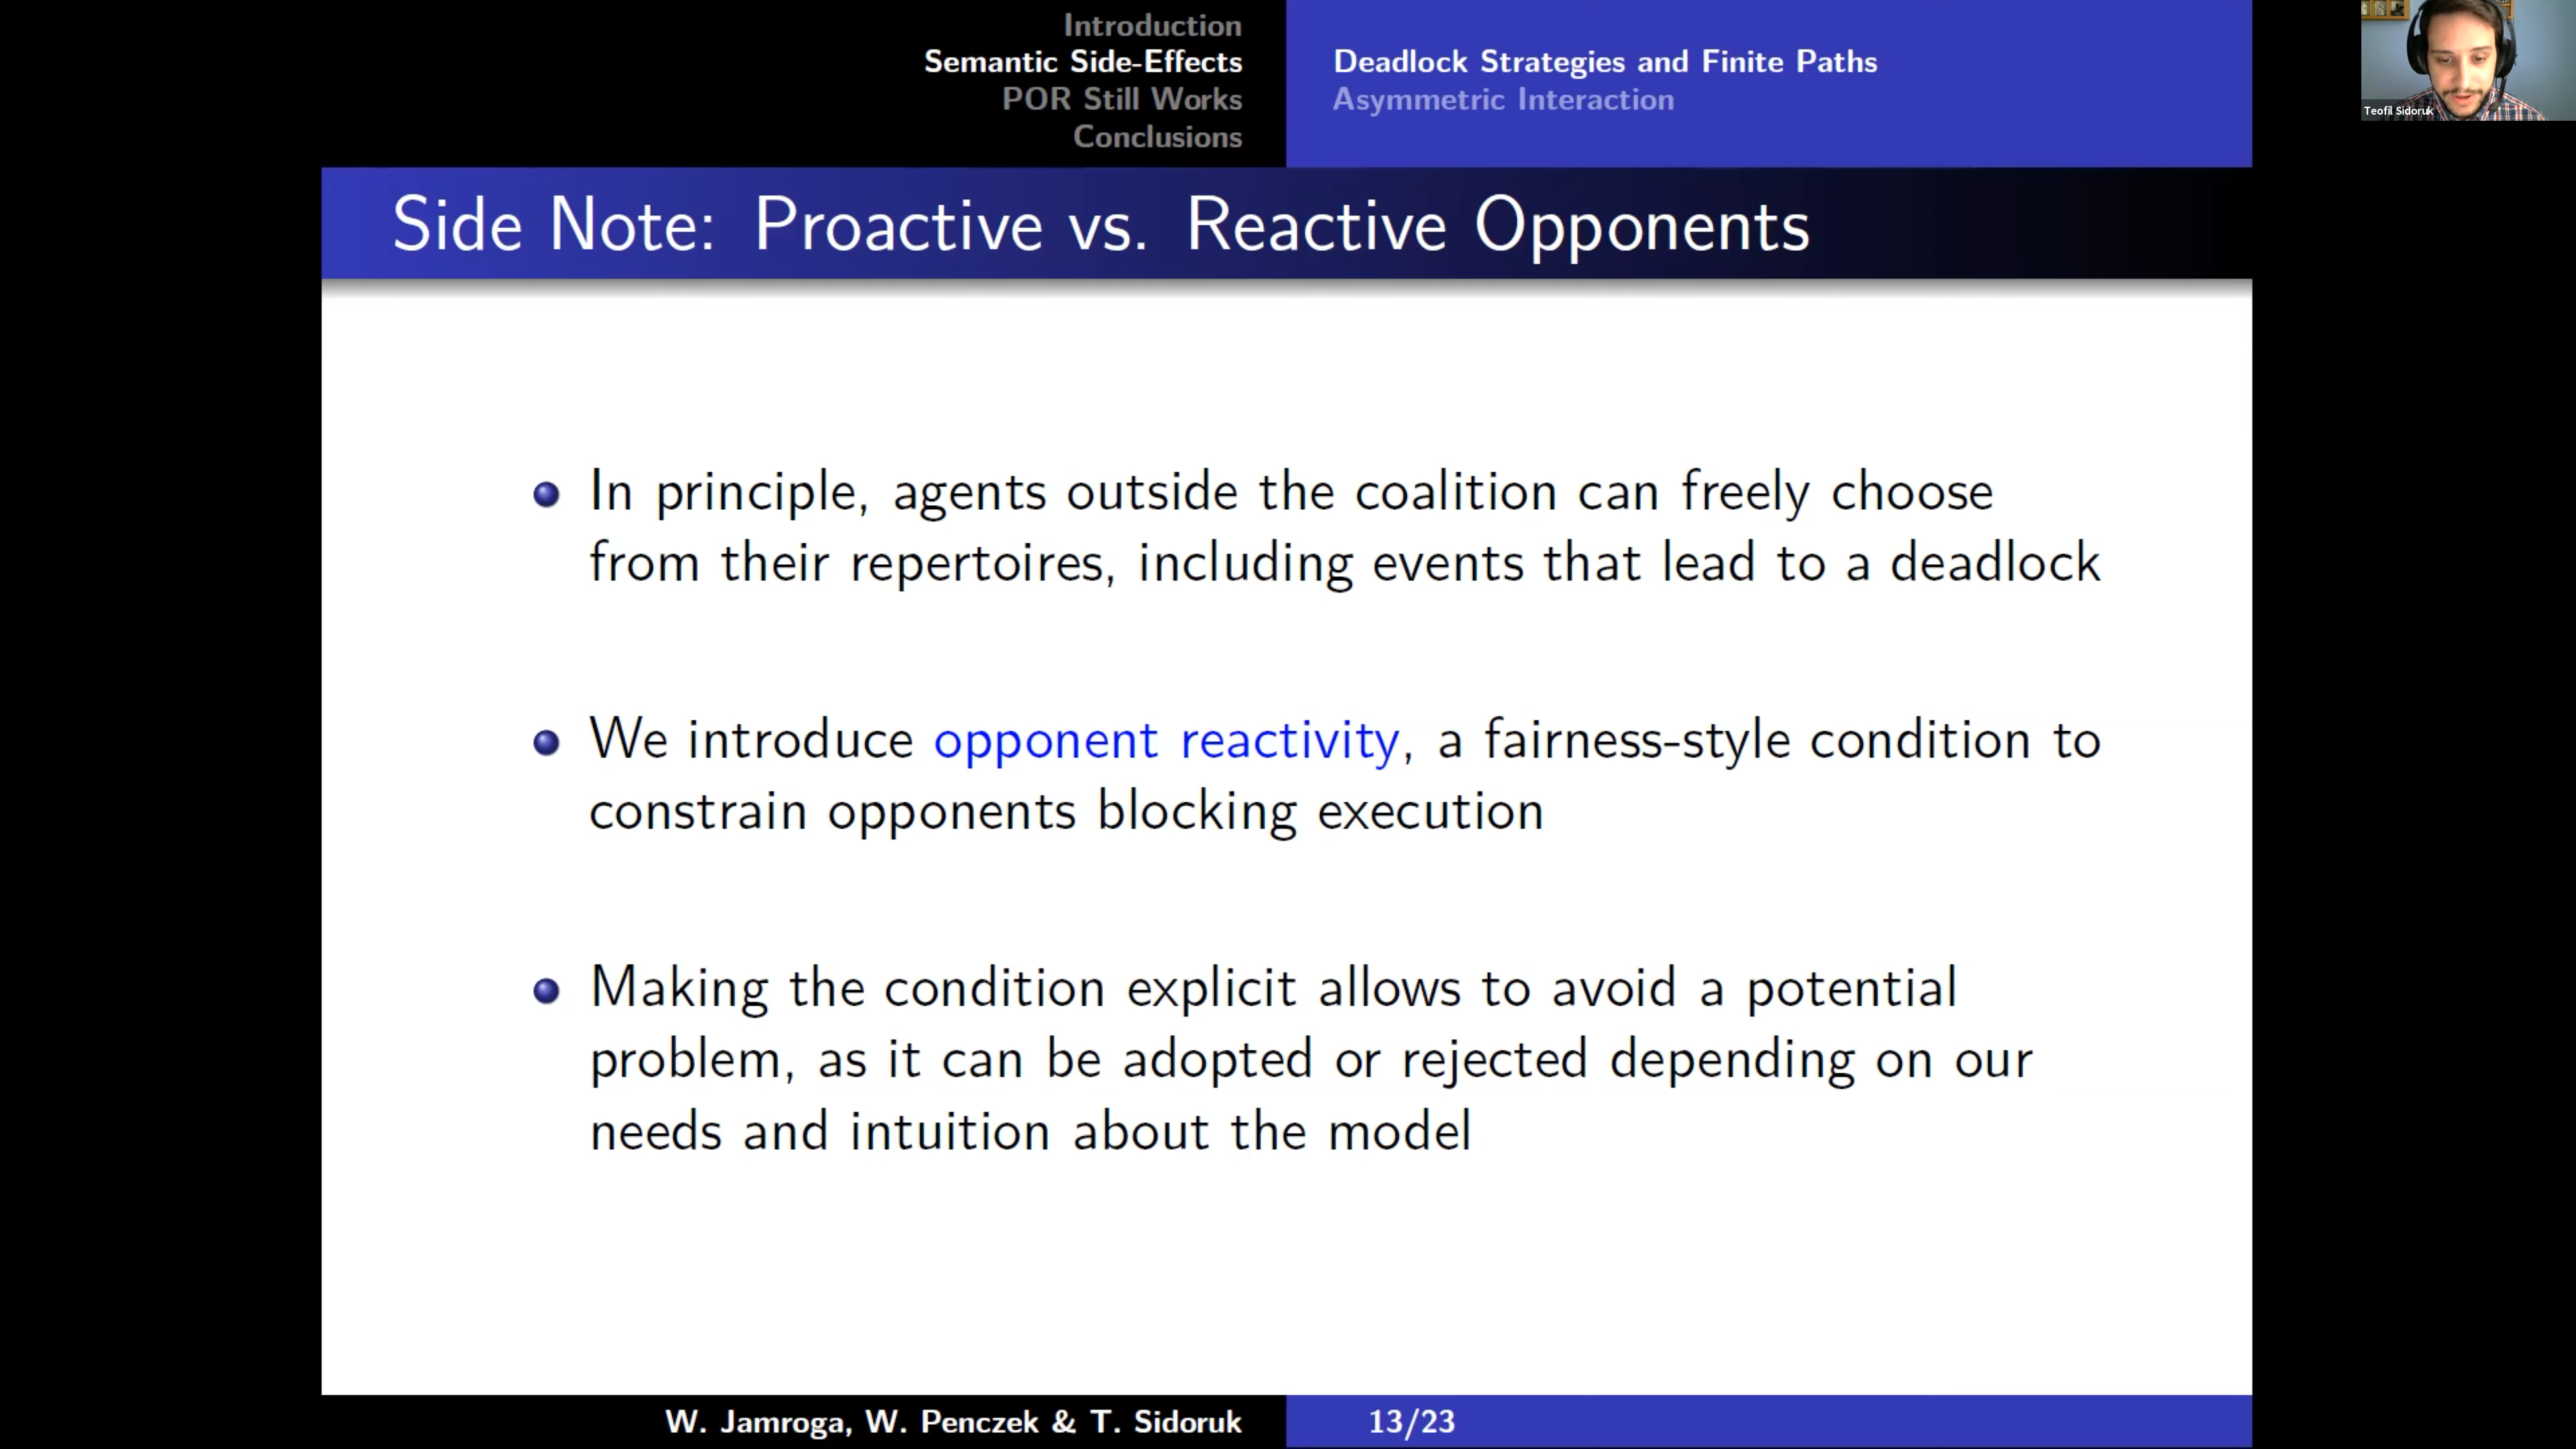 Introduction
Semantic Side-Effects
POR Still Works
Conclusions
Deadlock Strategies and Finite Paths
Asymmetric Interaction
Teofil Sidoruk
Side Note: Proactive vs. Reactive Opponents
In principle, agents outside the coalition can freely choose
from their repertoires, including events that lead to a deadlock
We introduce opponent reactivity, a fairness-style condition to
constrain opponents blocking execution
Making the condition explicit allows to avoid a potential
problem, as it can be adopted or rejected depending on our
needs and intuition about the model
W. Jamroga, W. Penczek & T. Sidoruk
13/23